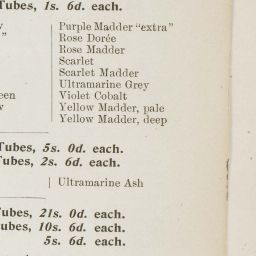 Tubes, 1s. 6d. each.
Purple Madder "extra"
" Rose Dorée
Rose Madder
Scarlet
Scarlet Madder
Ultramarine Grey
Violet Cobalt
Yellow Madder, pale
Yellow Madder, deep
Tubes, 5s. 0d. each.
Tubes, 2s. 6d. each.
Ultramarine Ash
Tubes, 21s. 0d. each.
Tubes, 10s. 6d. each.
5s. 6d. each.